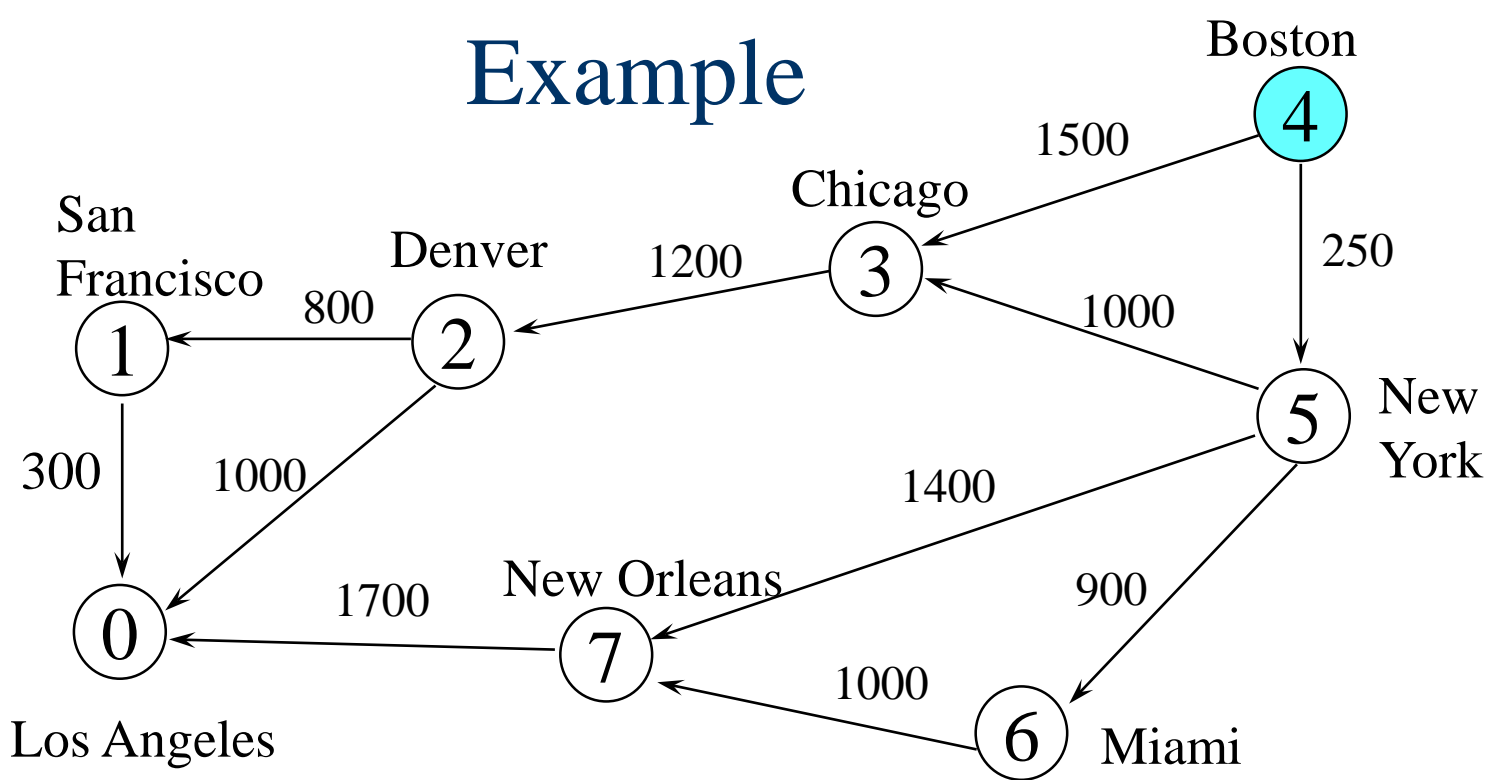 Boston
Example
4
1500
Chicago
San
Francisco
Denver
1200
3
250
800
1000
1
2
New
York
5
300
1000
1400
New Orleans
1700
900
0
7
1000
6
Los Angeles
Miami